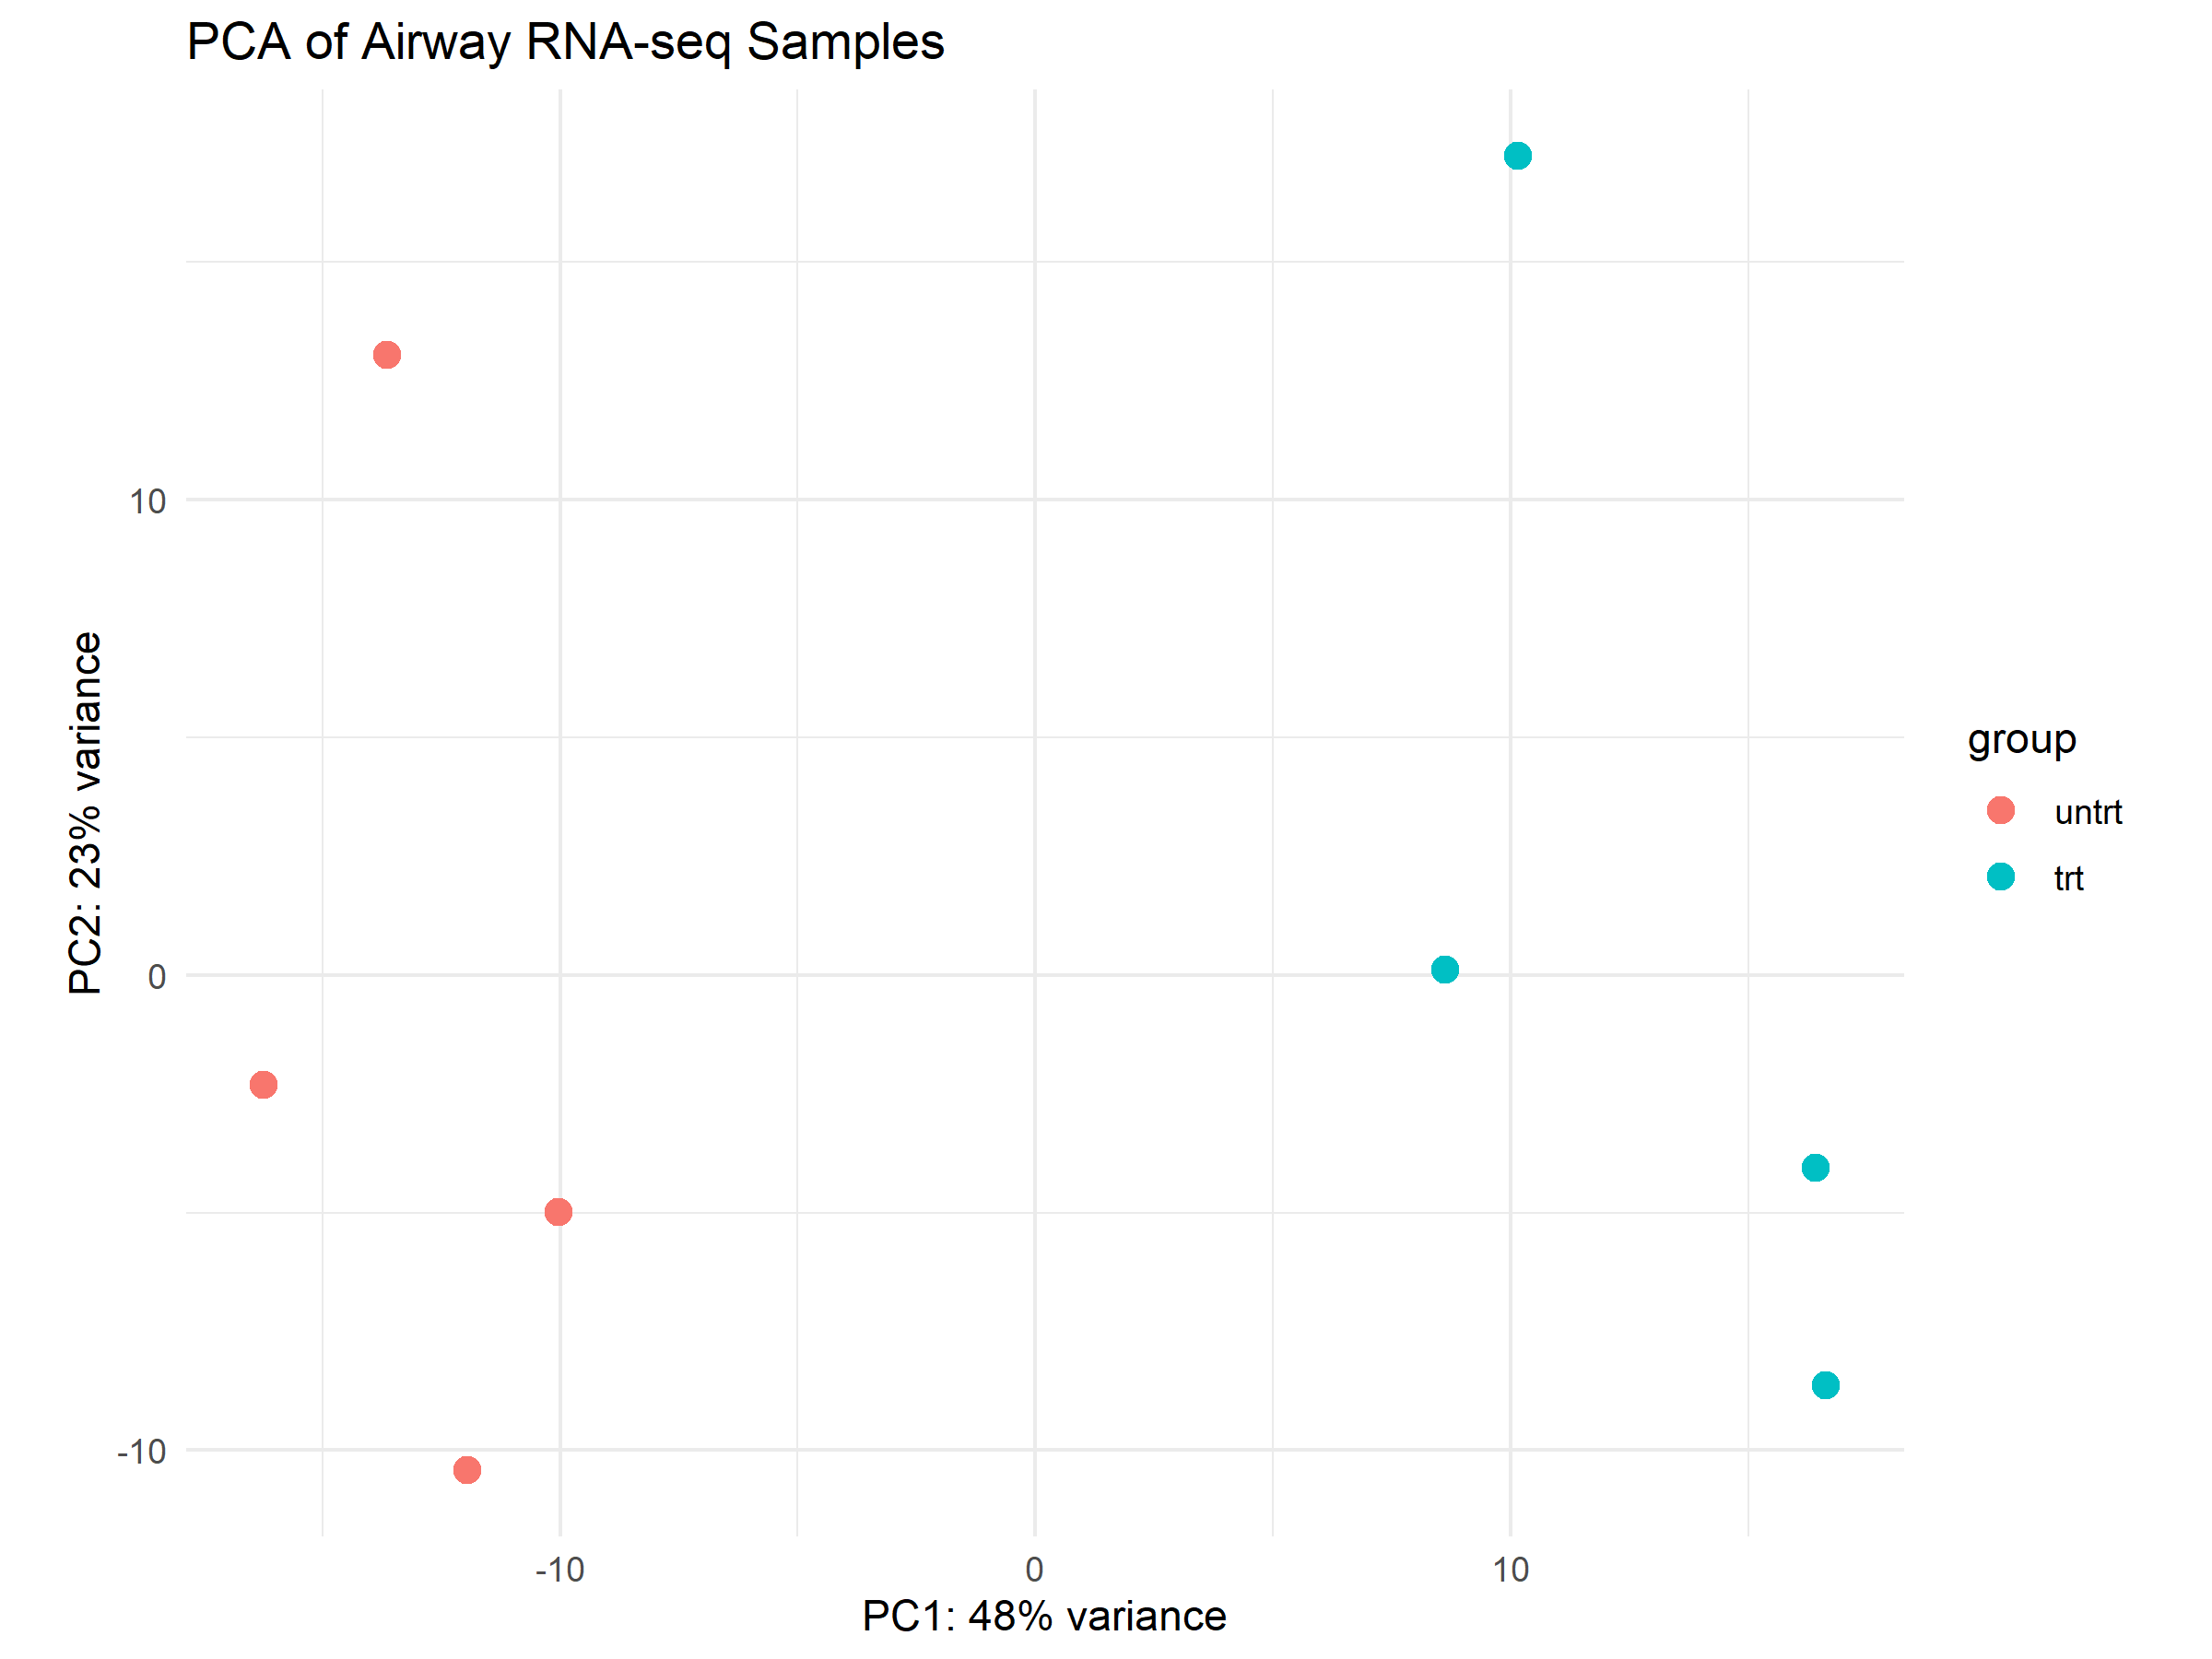 PCA of Airway RNA-seq Samples
PC2: 23% variance
10
0
-10
-10
0
10
PC1: 48% variance
group
untrt
trt